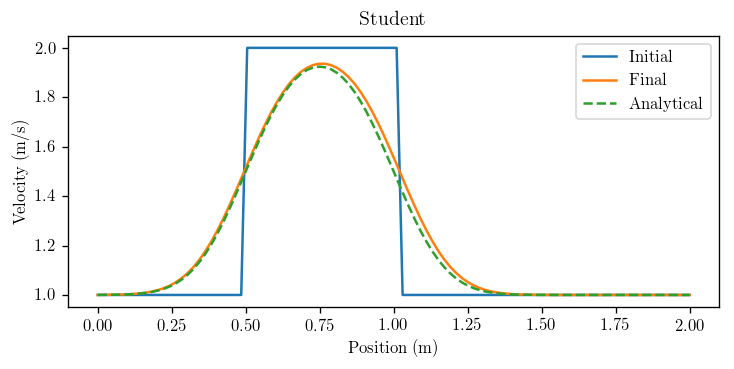 Student
Initial
Final
Analytical
Velocity (m/s)
2.0
1.8
1.6
1.4
1.2
1.0
0.00 0.25 0.50 0.75 1.00 1.25 1.50 1.75 2.00
Position (m)